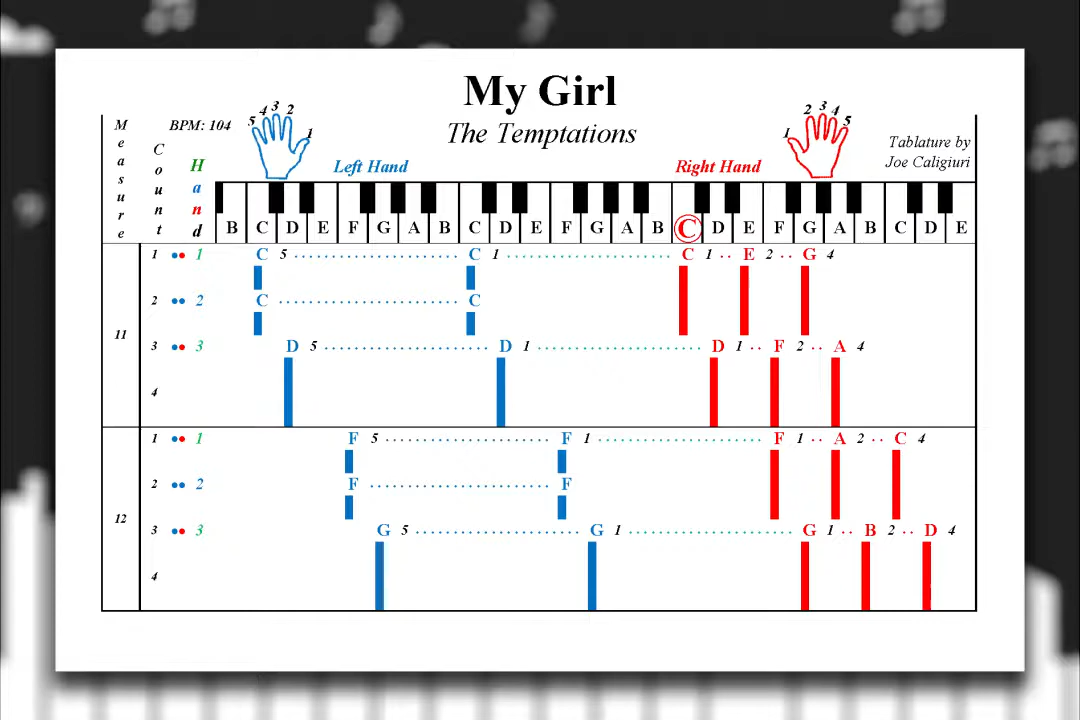 My Girl
The Temptations
BPM: 104
5 4 3 2 1
1 2 3 4 5
Tablature by
Joe Caligiuri
Measure
Count
Hand
Left Hand
Right Hand
B C D E F G A B C D E F G A B C D E F G A B C D E
11
1 1 C 5 C 1 C 1 E 2 G 4
2 2 C C
3 3 D 5 D 1 D 1 F 2 A 4
4
12
1 1 F 5 F 1 F 1 A 2 C 4
2 2 F F
3 3 G 5 G 1 G 1 B 2 D 4
4